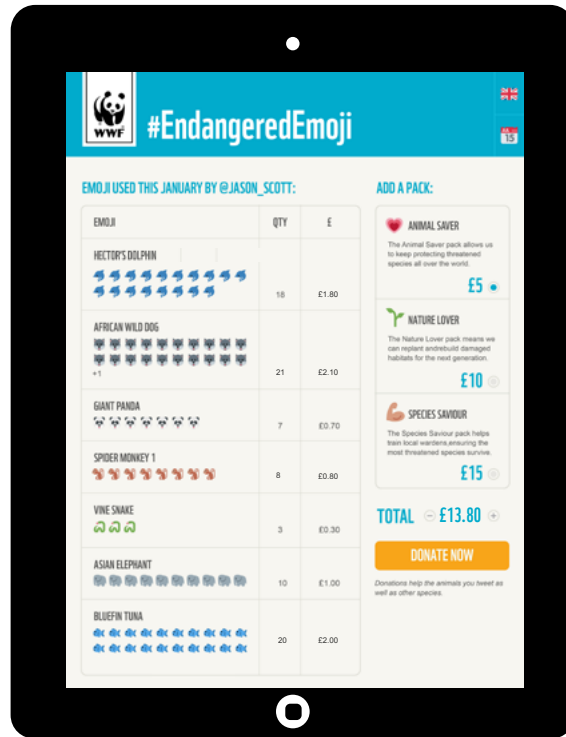 WWF
#EndangeredEmoji
15
EMOJI USED THIS JANUARY BY @JASON_SCOTT:
EMOJI QTY £
HECTOR'S DOLPHIN
18 £1.80
AFRICAN WILD DOG
+1
21 £2.10
GIANT PANDA
7 £0.70
SPIDER MONKEY 1
8 £0.80
VINE SNAKE
3 £0.30
ASIAN ELEPHANT
10 £1.00
BLUEFIN TUNA
20 £2.00
ADD A PACK:
ANIMAL SAVER
The Animal Saver pack allows us
to keep protecting threatened
species all over the world.
£5
NATURE LOVER
The Nature Lover pack means we
can replant andrebuild damaged
habitats for the next generation
£10
SPECIES SAVIOUR
The Species Saviour pack helps
train local wardens,ensuring the
most threatened species survive.
£15
TOTAL - £13.80 +
DONATE NOW
Donations help the animals you tweet as
well as other species.